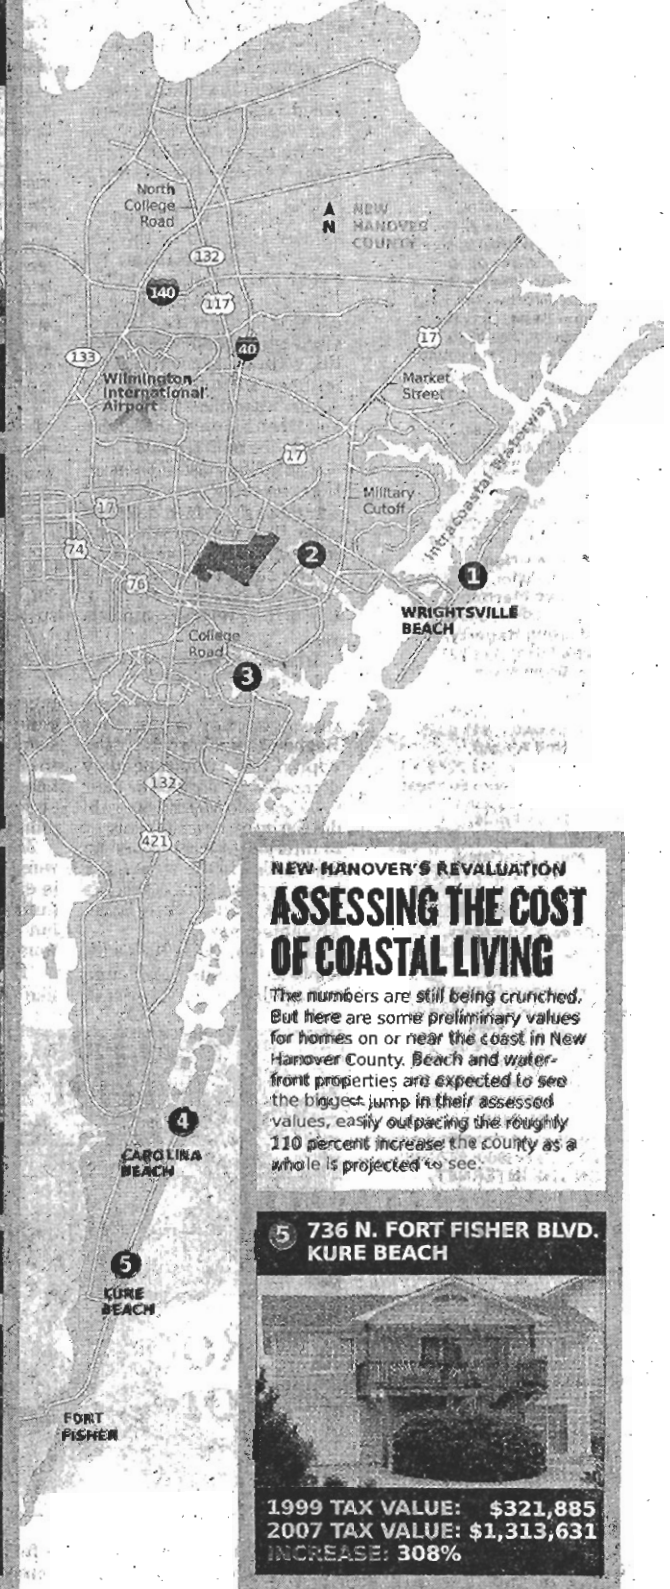 North
College
Road
N
NEW
HANOVER
COUNTY
132
140
117
40
17
133
Wilmington
International
Airport
Market
Street
17
Intracoastal Waterway
Military
Cutoff
17
74
76
2
1
WRIGHTSVILLE
BEACH
College
Road
3
132
421
NEW HANOVER'S REVALUATION
ASSESSING THE COST
OF COASTAL LIVING
The numbers are still being crunched.
But here are some preliminary values
for homes on or near the coast in New
Hanover County. Beach and water-
front properties are expected to see
the biggest jump in their assessed
values, easily outpacing the roughly
110 percent increase the county as a
whole is projected to see.
4
CAROLINA
BEACH
5
KURE
BEACH
FORT
FISHER
5 736 N. FORT FISHER BLVD.
KURE BEACH
1999 TAX VALUE: $321,885
2007 TAX VALUE: $1,313,631
INCREASE: 308%